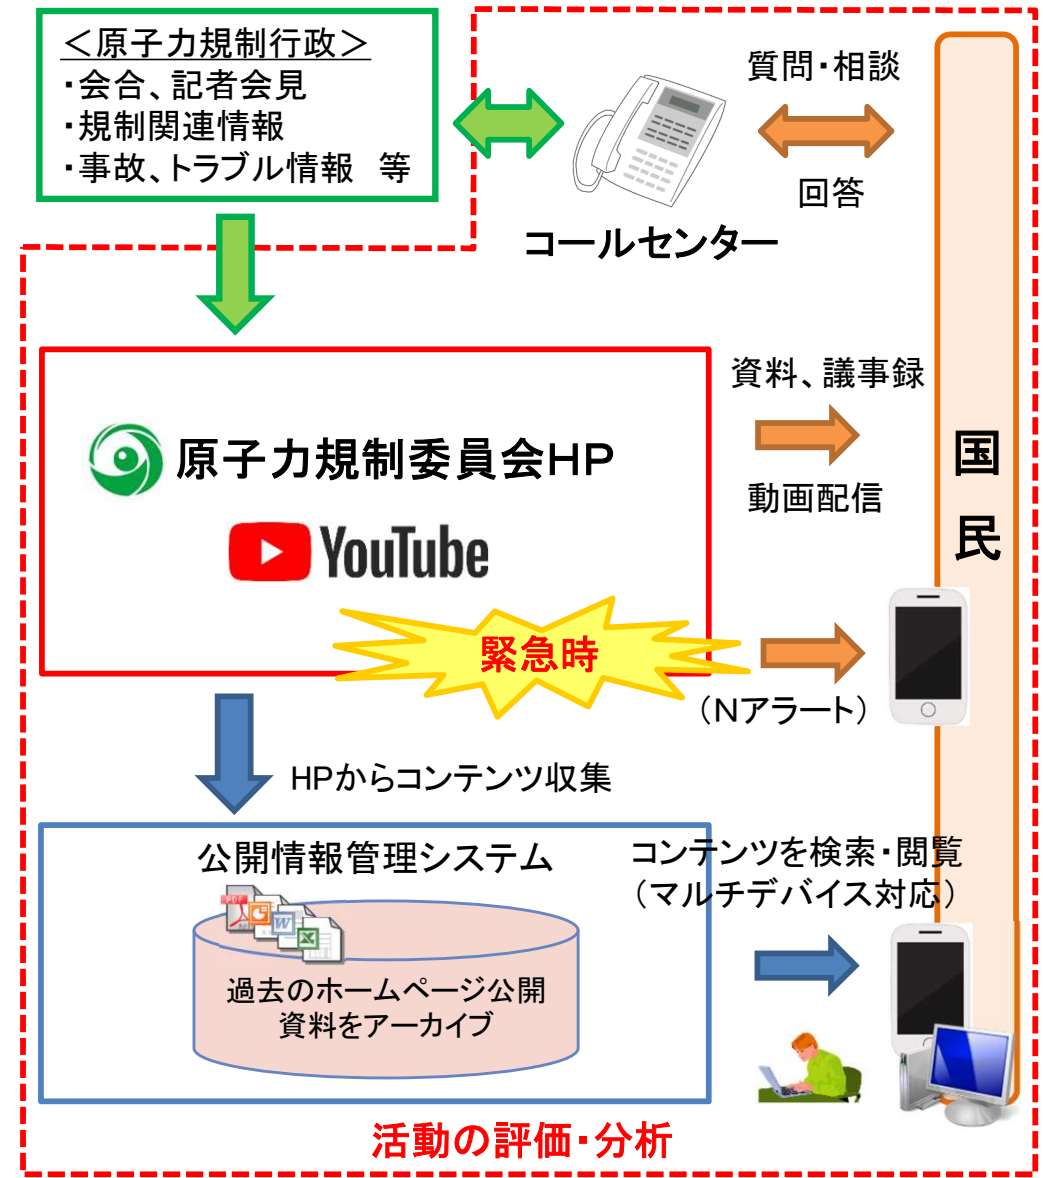 ＜原子力規制行政＞
・会合、記者会見
・規制関連情報
・事故、トラブル情報　等
質問・相談
回答
コールセンター
資料、議事録
動画配信
国
民
原子力規制委員会ＨＰ
YouTube
緊急時
（Ｎアラート）
HPからコンテンツ収集
公開情報管理システム
コンテンツを検索・閲覧
（マルチデバイス対応）
PDF
W
過去のホームページ公開
資料をアーカイブ
活動の評価・分析